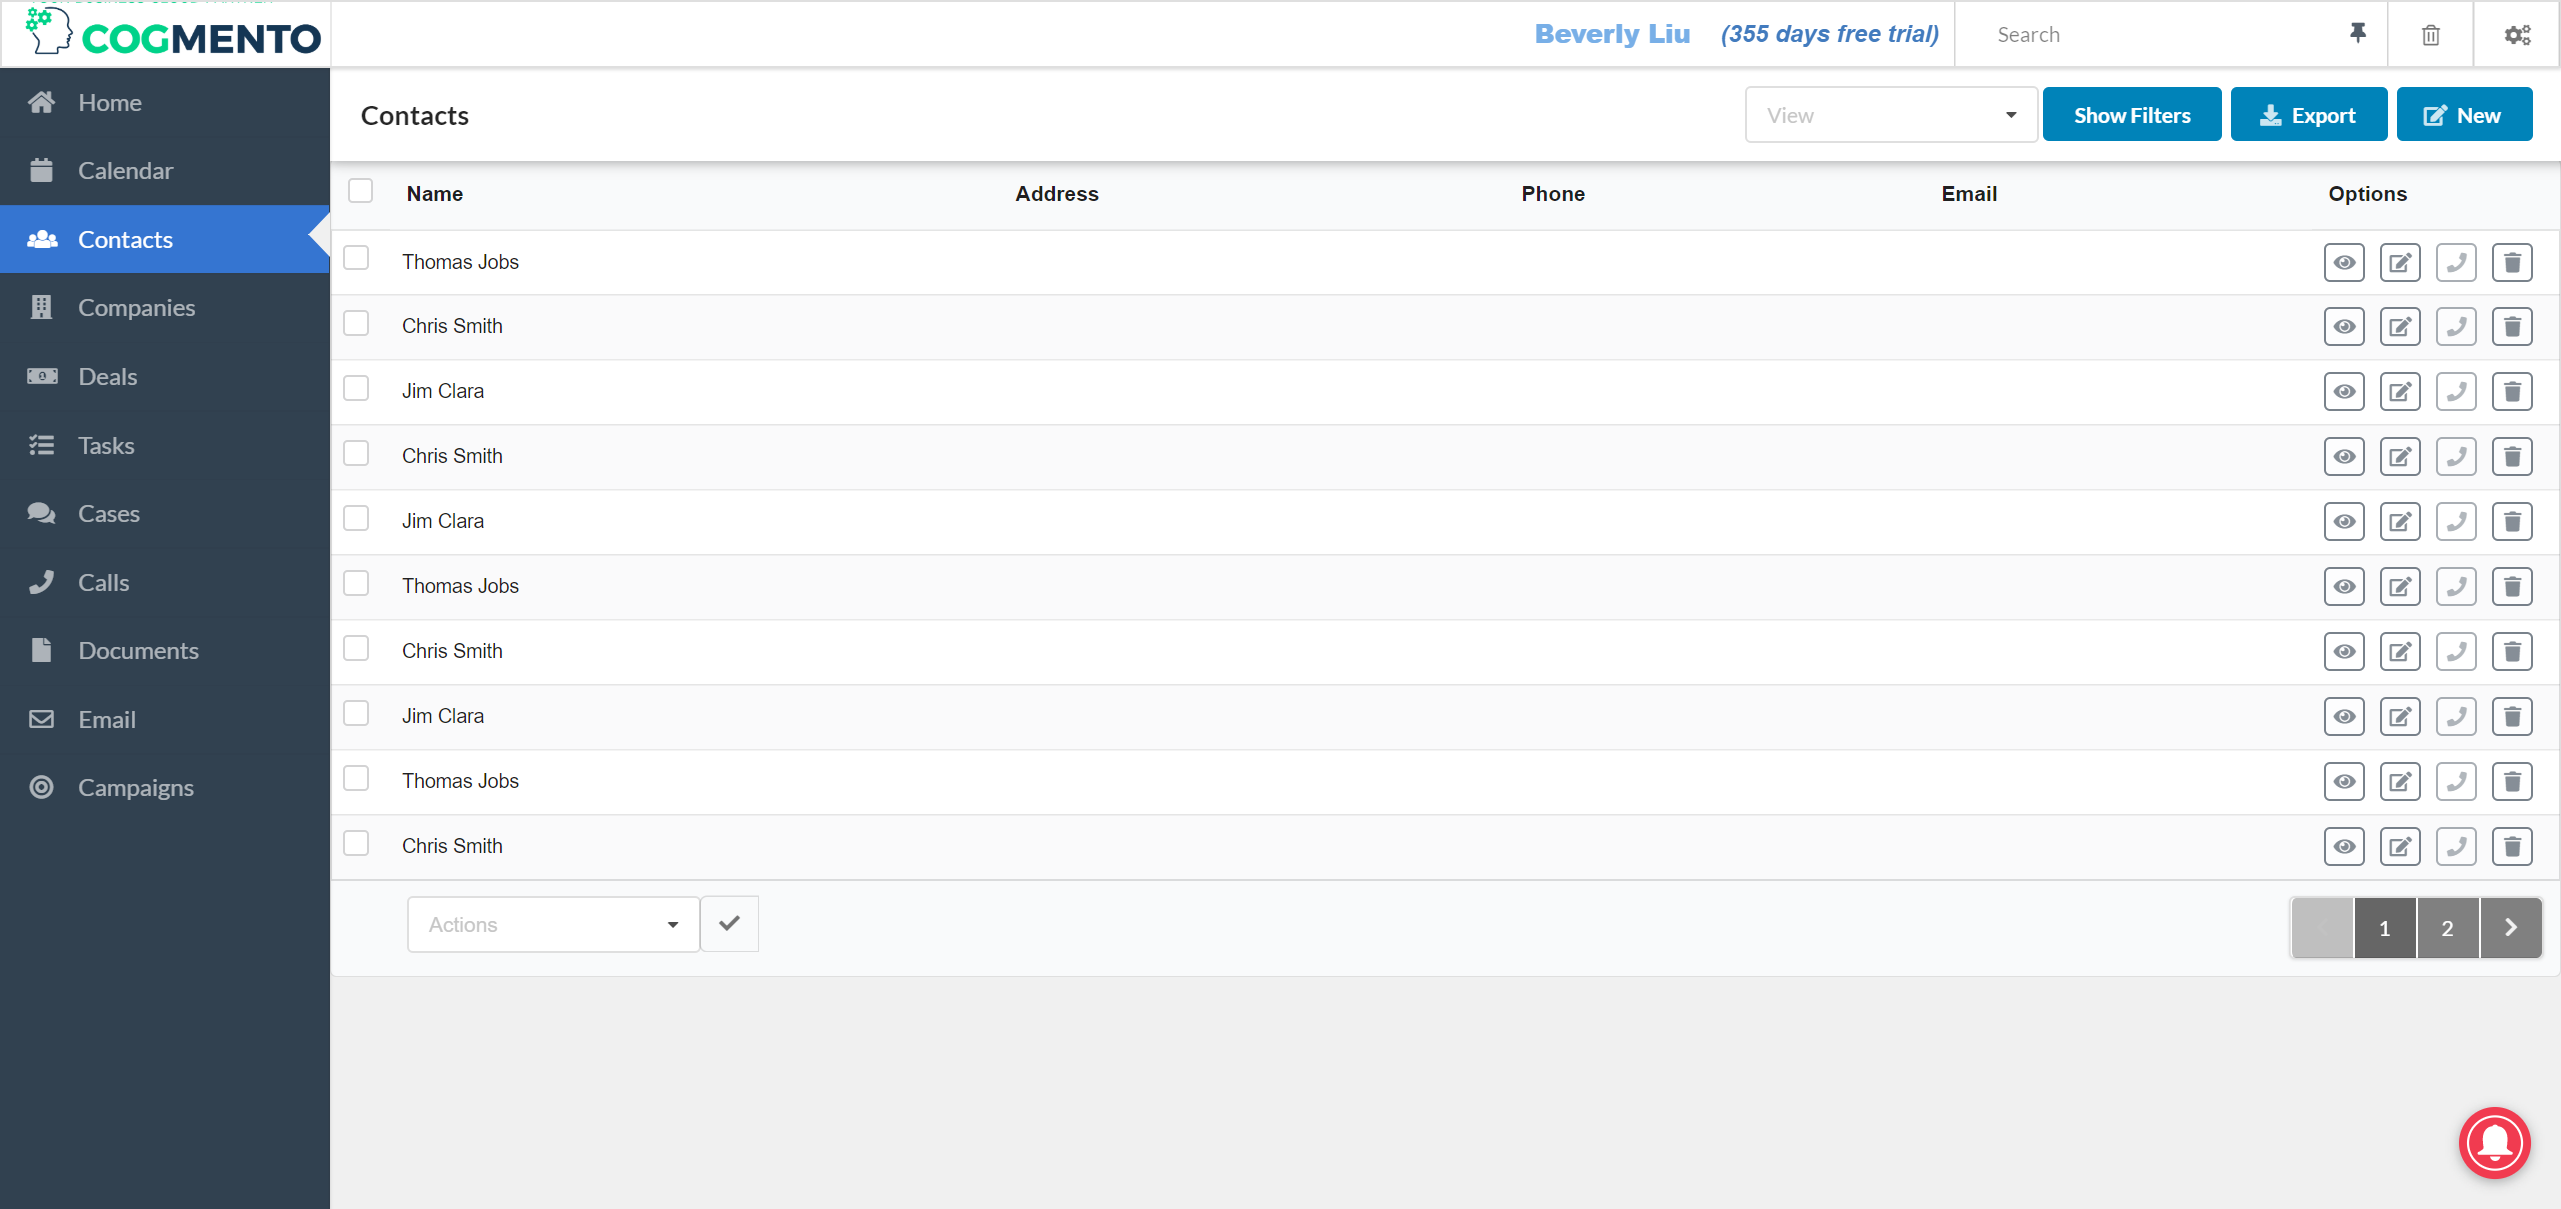 COGMENTO
Beverly Liu (355 days free trial)
Search
Home
Calendar
Contacts
Companies
Deals
Tasks
Cases
Calls
Documents
Email
Campaigns
Contacts
View
Show Filters
Export
New
Name Address Phone Email Options
Thomas Jobs
Chris Smith
Jim Clara
Chris Smith
Jim Clara
Thomas Jobs
Chris Smith
Jim Clara
Thomas Jobs
Chris Smith
Actions
1 2